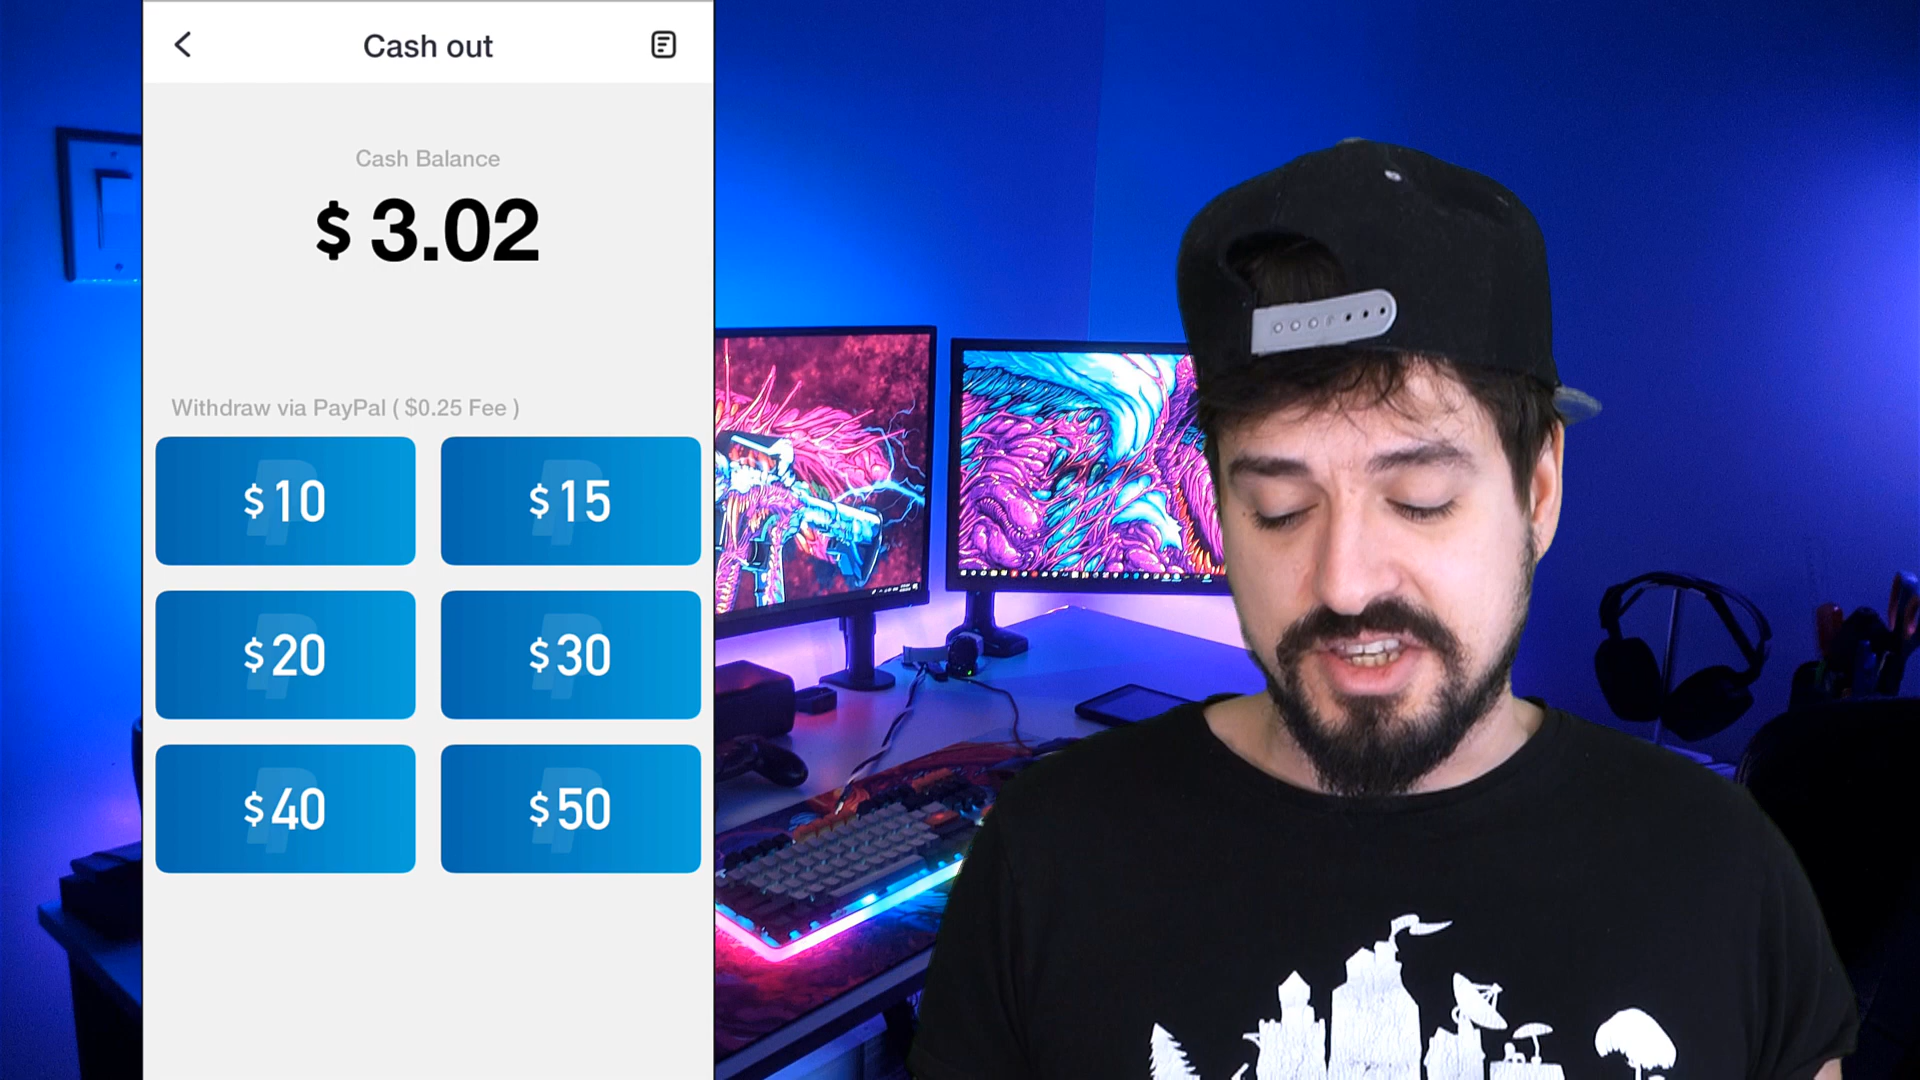 Cash out
Cash Balance
$ 3.02
Withdraw via PayPal ( $0.25 Fee )
$10 $15
$20 $30
$40 $50